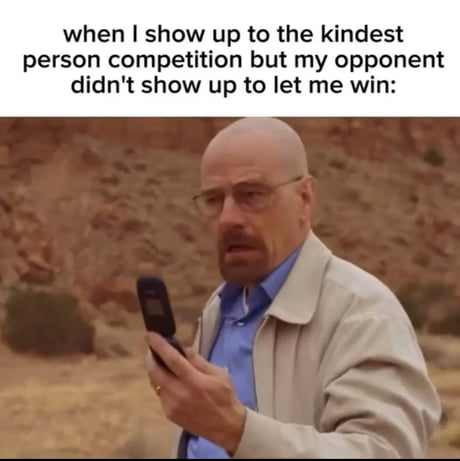 when I show up to the kindest
person competition but my opponent
didn't show up to let me win: